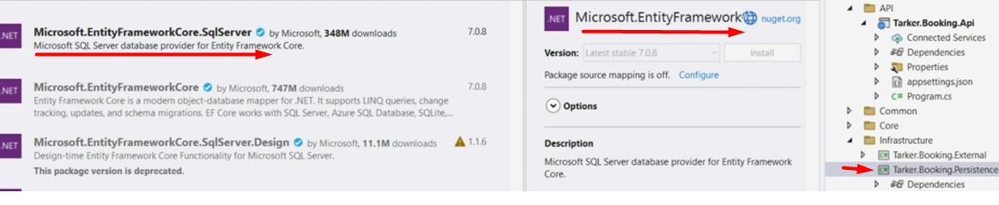 .NET
Microsoft.EntityFrameworkCore.SqlServer by Microsoft, 348M downloads 7.0.8
Microsoft SQL Server database provider for Entity Framework Core.
.NET
Microsoft.EntityFrameworkCore by Microsoft, 747M downloads 7.0.8
Entity Framework Core is a modern object-database mapper for .NET. It supports LINQ queries, change
tracking, updates, and schema migrations. EF Core works with SQL Server, Azure SQL Database, SQLite,...
.NET
Microsoft.EntityFrameworkCore.SqlServer.Design by Microsoft, 11.1M downloads 1.1.6
Design-time Entity Framework Core Functionality for Microsoft SQL Server.
This package version is deprecated.
.NET
Microsoft.EntityFramework nuget.org
Version: Latest stable 7.0.8 Install
Package source mapping is off. Configure
Options
Description
Microsoft SQL Server database provider for Entity Framework
Core.
API
Tarker.Booking.Api
Connected Services
Dependencies
Properties
appsettings.json
C# Program.cs
Common
Core
Infrastructure
C# Tarker.Booking.External
C# Tarker.Booking.Persistence
Dependencies